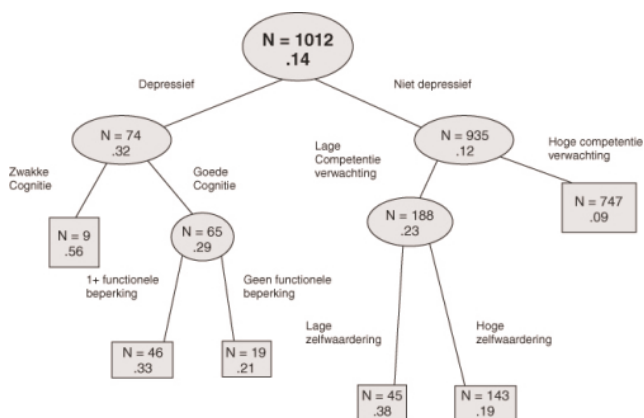 N = 1012
.14
Depressief
Niet depressief
N = 74
.32
N = 935
.12
Lage
Competentie
verwachting
Hoge competentie
verwachting
Zwakke
Cognitie
Goede
Cognitie
N = 747
.09
N = 188
.23
N = 65
.29
N = 9
.56
1+ functionele
beperking
Geen functionele
beperking
Lage
zelfwaardering
Hoge
zelfwaardering
N = 46
.33
N = 19
.21
N = 45
.38
N = 143
.19